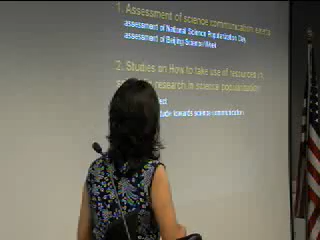 1. Assessment of science communication events
assessment of National Science Popularization Day
assessment of Beijing Science Week
2. Studies on How to take use of resources in
research in science popularization
study towards science communication